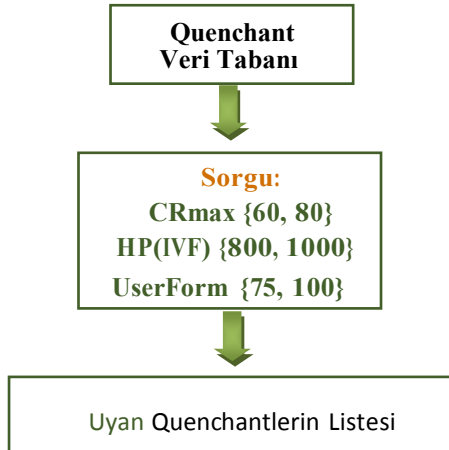 Quenchant
Veri Tabanı
Sorgu:
CRmax {60, 80}
HP(IVF) {800, 1000}
UserForm {75, 100}
Uyan Quenchantlerin Listesi